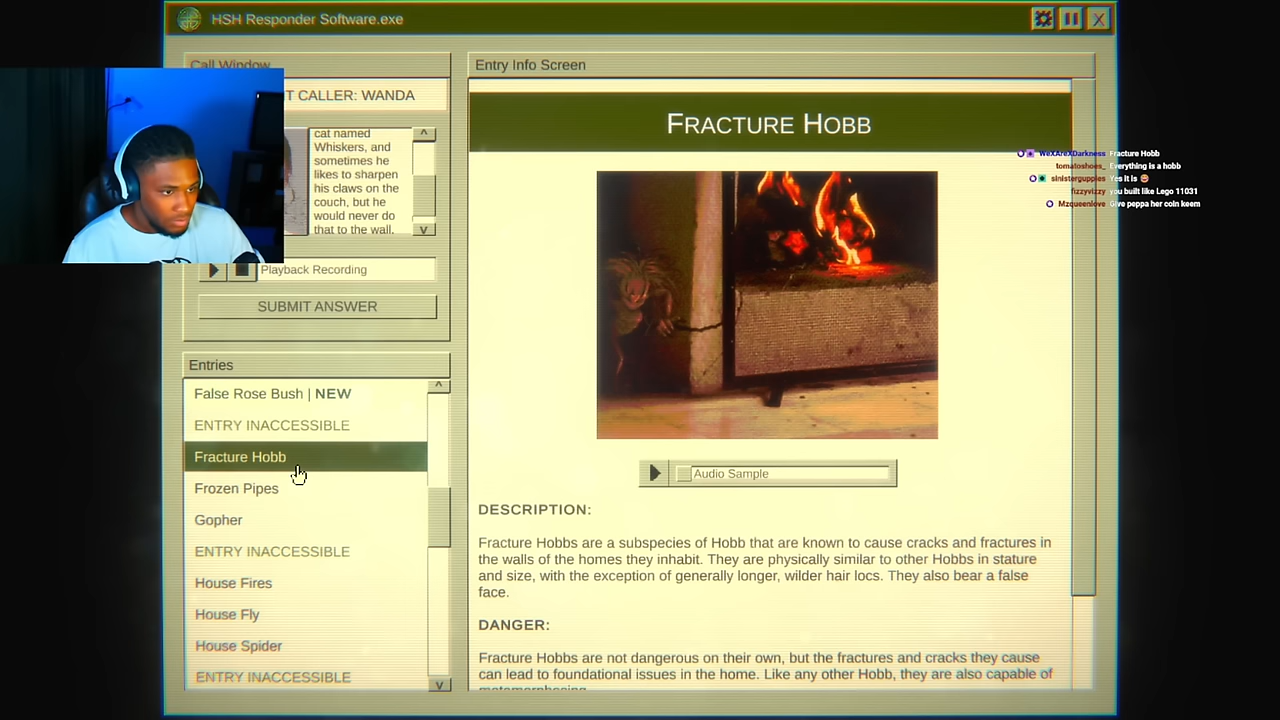 HSH Responder Software.exe
X
Call Window
T CALLER: WANDA
cat named
Whiskers, and
sometimes he
likes to sharpen
his claws on the
couch, but he
would never do
that to the wall.
Playback Recording
SUBMIT ANSWER
Entries
False Rose Bush | NEW
ENTRY INACCESSIBLE
Fracture Hobb
Frozen Pipes
Gopher
ENTRY INACCESSIBLE
House Fires
House Fly
House Spider
ENTRY INACCESSIBLE
Entry Info Screen
FRACTURE HOBB
Audio Sample
DESCRIPTION:
Fracture Hobbs are a subspecies of Hobb that are known to cause cracks and fractures in
the walls of the homes they inhabit. They are physically similar to other Hobbs in stature
and size, with the exception of generally longer, wilder hair locs. They also bear a false
face.
DANGER:
Fracture Hobbs are not dangerous on their own, but the fractures and cracks they cause
can lead to foundational issues in the home. Like any other Hobb, they are also capable of
metamorphosing
WeXAreXDarkness Fracture Hobb
tomatoshoes_ Everything is a hobb
sinisterguppies Yes it is
fizzyvizzy you built like Lego 11031
Mzqueenlove Give peppa her coin keem